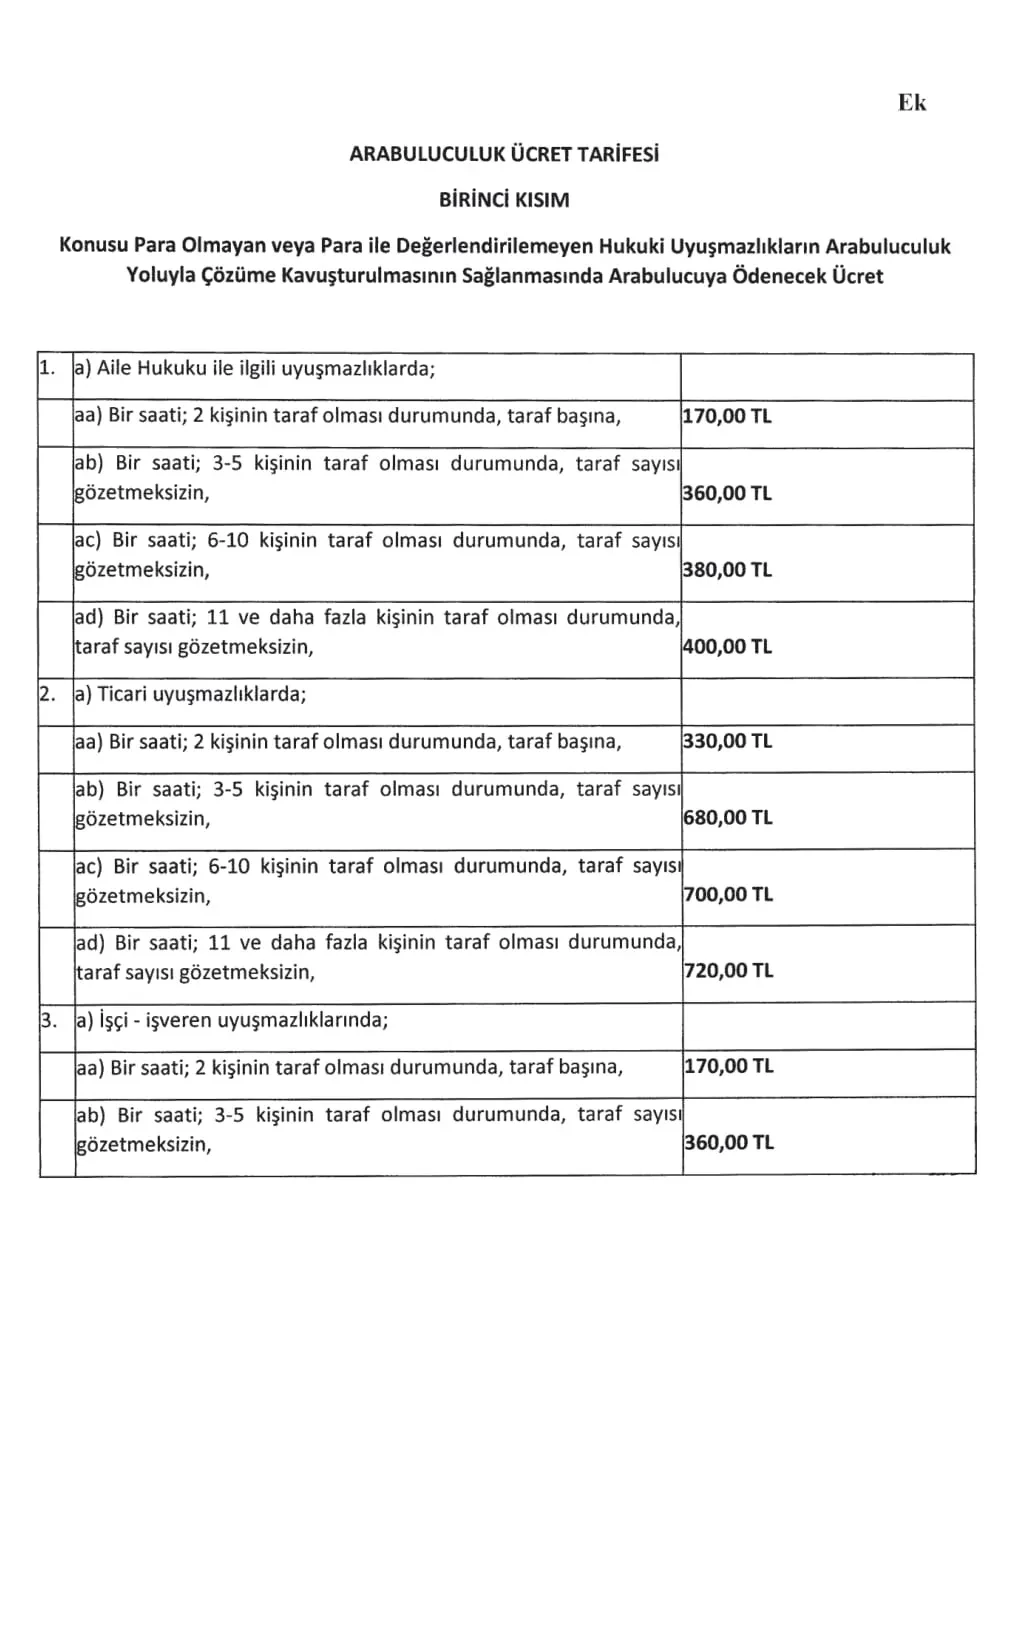 Ek
ARABULUCULUK ÜCRET TARİFESİ
BİRİNCİ KISIM
Konusu Para Olmayan veya Para ile Değerlendirilemeyen Hukuki Uyuşmazlıkların Arabuluculuk
Yoluyla Çözüme Kavuşturulmasının Sağlanmasında Arabulucuya Ödenecek Ücret
1. a) Aile Hukuku ile ilgili uyuşmazlıklarda;
aa) Bir saati; 2 kişinin taraf olması durumunda, taraf başına, 170,00 TL
ab) Bir saati; 3-5 kişinin taraf olması durumunda, taraf sayısı
gözetmeksizin, 360,00 TL
ac) Bir saati; 6-10 kişinin taraf olması durumunda, taraf sayısı
gözetmeksizin, 380,00 TL
ad) Bir saati; 11 ve daha fazla kişinin taraf olması durumunda,
taraf sayısı gözetmeksizin, 400,00 TL
2. a) Ticari uyuşmazlıklarda;
aa) Bir saati; 2 kişinin taraf olması durumunda, taraf başına, 330,00 TL
ab) Bir saati; 3-5 kişinin taraf olması durumunda, taraf sayısı
gözetmeksizin, 680,00 TL
ac) Bir saati; 6-10 kişinin taraf olması durumunda, taraf sayısı
gözetmeksizin, 700,00 TL
ad) Bir saati; 11 ve daha fazla kişinin taraf olması durumunda,
taraf sayısı gözetmeksizin, 720,00 TL
3. a) İşçi - işveren uyuşmazlıklarında;
aa) Bir saati; 2 kişinin taraf olması durumunda, taraf başına, 170,00 TL
ab) Bir saati; 3-5 kişinin taraf olması durumunda, taraf sayısı
gözetmeksizin, 360,00 TL